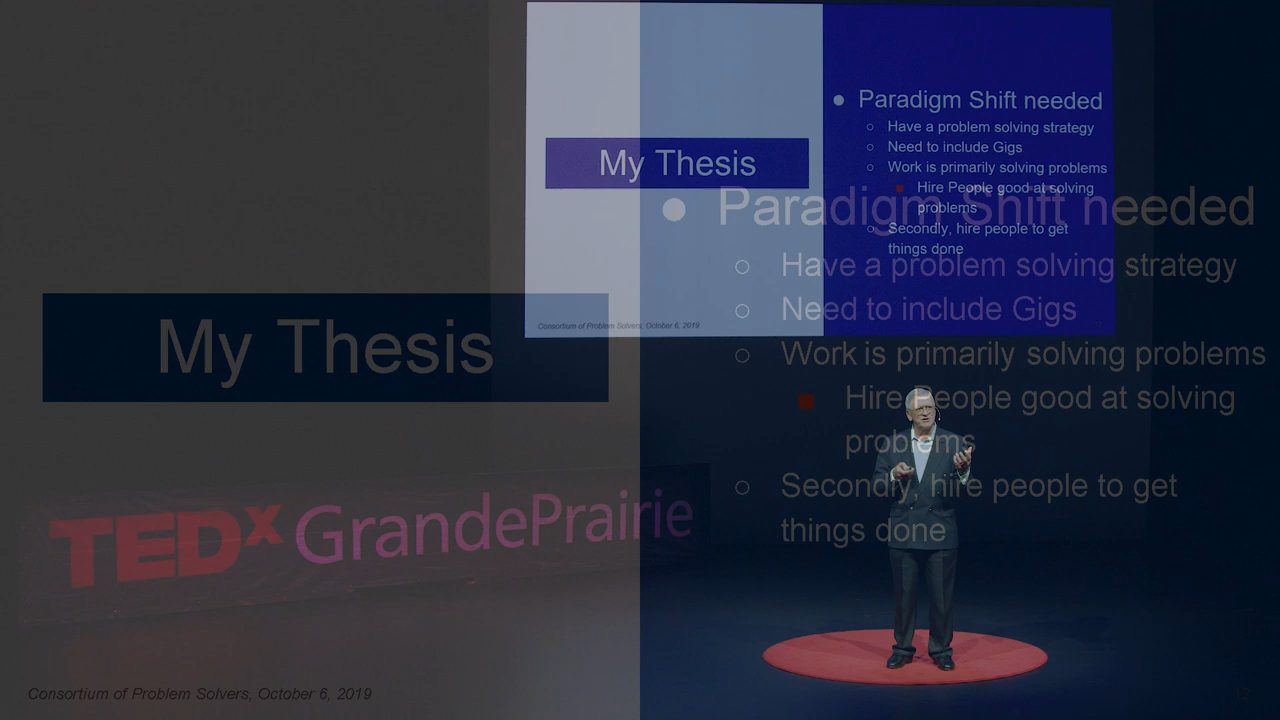 My Thesis
● Paradigm Shift needed
○ Have a problem solving strategy
○ Need to include Gigs
○ Work is primarily solving problems
■ Hire People good at solving
problems
○ Secondly, hire people to get
things done
Consortium of Problem Solvers, October 6, 2019
My Thesis
● Paradigm Shift needed
○ Have a problem solving strategy
○ Need to include Gigs
○ Work is primarily solving problems
■ Hire People good at solving
problems
○ Secondly, hire people to get
things done
TEDx GrandePrairie
Consortium of Problem Solvers, October 6, 2019